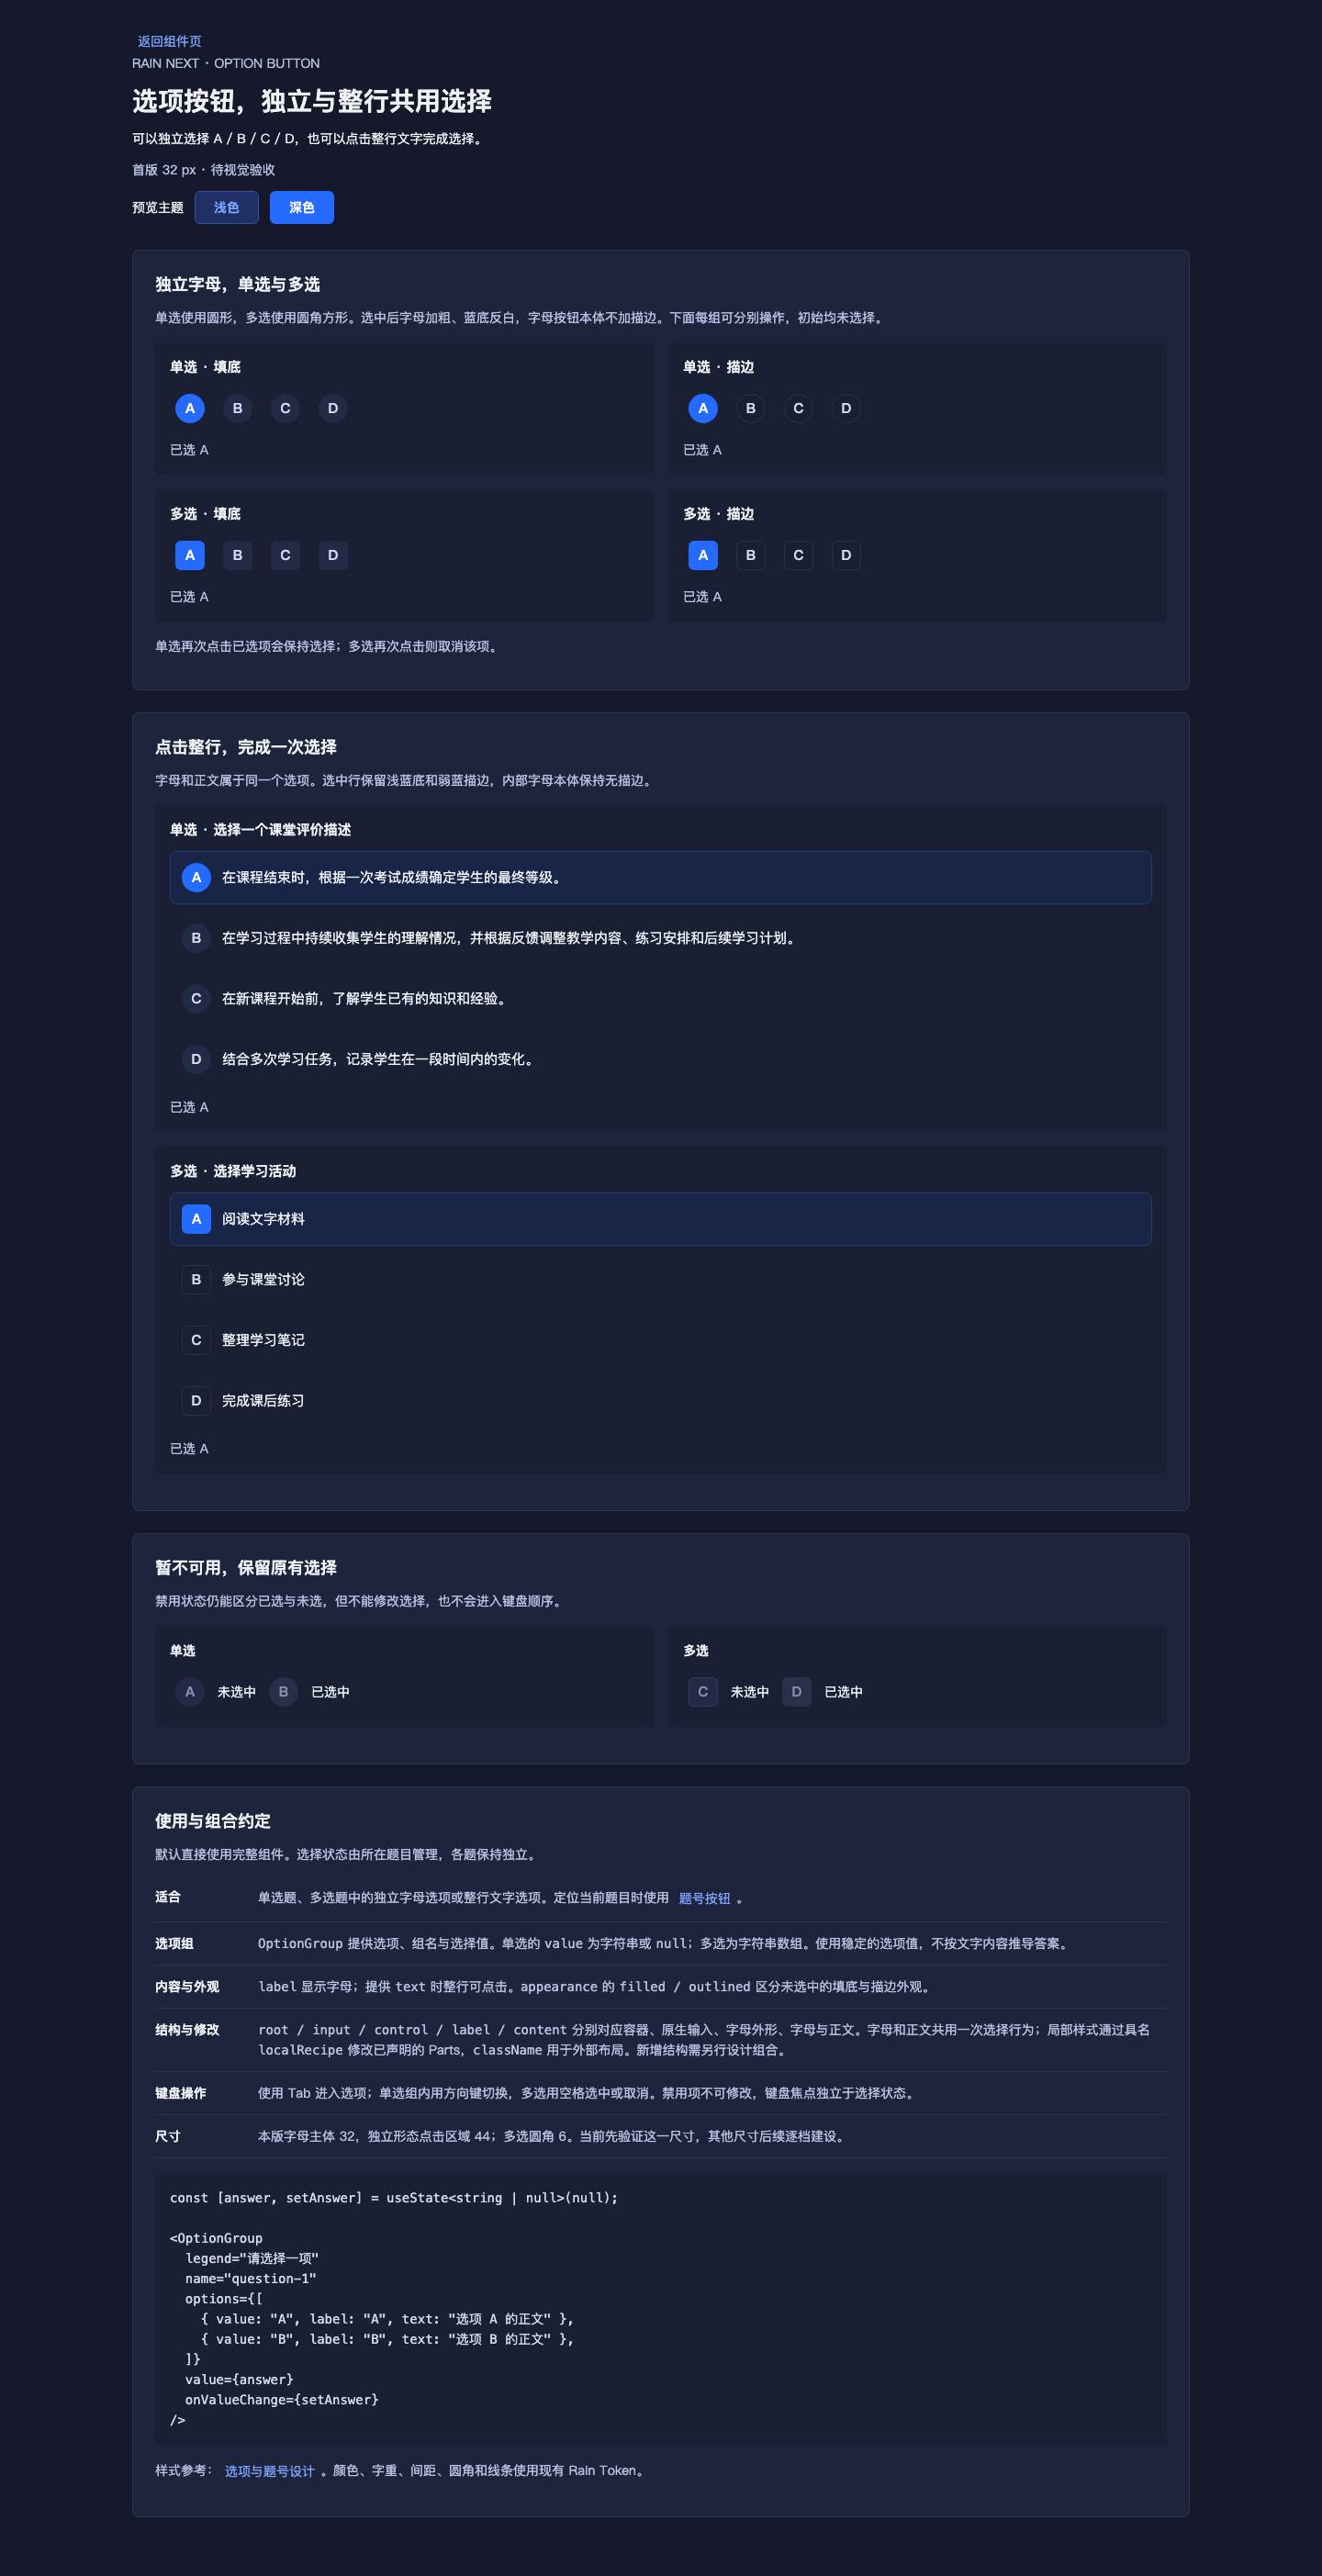 返回组件页
RAIN NEXT · OPTION BUTTON
选项按钮，独立与整行共用选择
可以独立选择 A / B / C / D，也可以点击整行文字完成选择。
首版 32 px · 待视觉验收
预览主题 浅色 深色
独立字母，单选与多选
单选使用圆形，多选使用圆角方形。选中后字母加粗、蓝底反白，字母按钮本体不加描边。下面每组可分别操作，初始均未选择。
单选 · 填底
A B C D
已选 A
单选 · 描边
A B C D
已选 A
多选 · 填底
A B C D
已选 A
多选 · 描边
A B C D
已选 A
单选再次点击已选项会保持选择；多选再次点击则取消该项。
点击整行，完成一次选择
字母和正文属于同一个选项。选中行保留浅蓝底和弱蓝描边，内部字母本体保持无描边。
单选 · 选择一个课堂评价描述
A 在课程结束时，根据一次考试成绩确定学生的最终等级。
B 在学习过程中持续收集学生的理解情况，并根据反馈调整教学内容、练习安排和后续学习计划。
C 在新课程开始前，了解学生已有的知识和经验。
D 结合多次学习任务，记录学生在一段时间内的变化。
已选 A
多选 · 选择学习活动
A 阅读文字材料
B 参与课堂讨论
C 整理学习笔记
D 完成课后练习
已选 A
暂不可用，保留原有选择
禁用状态仍能区分已选与未选，但不能修改选择，也不会进入键盘顺序。
单选
A 未选中 B 已选中
多选
C 未选中 D 已选中
使用与组合约定
默认直接使用完整组件。选择状态由所在题目管理，各题保持独立。
适合 单选题、多选题中的独立字母选项或整行文字选项。定位当前题目时使用 题号按钮 。
选项组 OptionGroup 提供选项、组名与选择值。单选的 value 为字符串或 null；多选为字符串数组。使用稳定的选项值，不按文字内容推导答案。
内容与外观 label 显示字母；提供 text 时整行可点击。appearance 的 filled / outlined 区分未选中的填底与描边外观。
结构与修改 root / input / control / label / content 分别对应容器、原生输入、字母外形、字母与正文。字母和正文共用一次选择行为；局部样式通过具名
localRecipe 修改已声明的 Parts，className 用于外部布局。新增结构需另行设计组合。
键盘操作 使用 Tab 进入选项；单选组内用方向键切换，多选用空格选中或取消。禁用项不可修改，键盘焦点独立于选择状态。
尺寸 本版字母主体 32，独立形态点击区域 44；多选圆角 6。当前先验证这一尺寸，其他尺寸后续逐档建设。
const [answer, setAnswer] = useState<string | null>(null);
<OptionGroup
legend="请选择一项"
name="question-1"
options={[
{ value: "A", label: "A", text: "选项 A 的正文" },
{ value: "B", label: "B", text: "选项 B 的正文" },
]}
value={answer}
onValueChange={setAnswer}
/>
样式参考： 选项与题号设计 。颜色、字重、间距、圆角和线条使用现有 Rain Token。